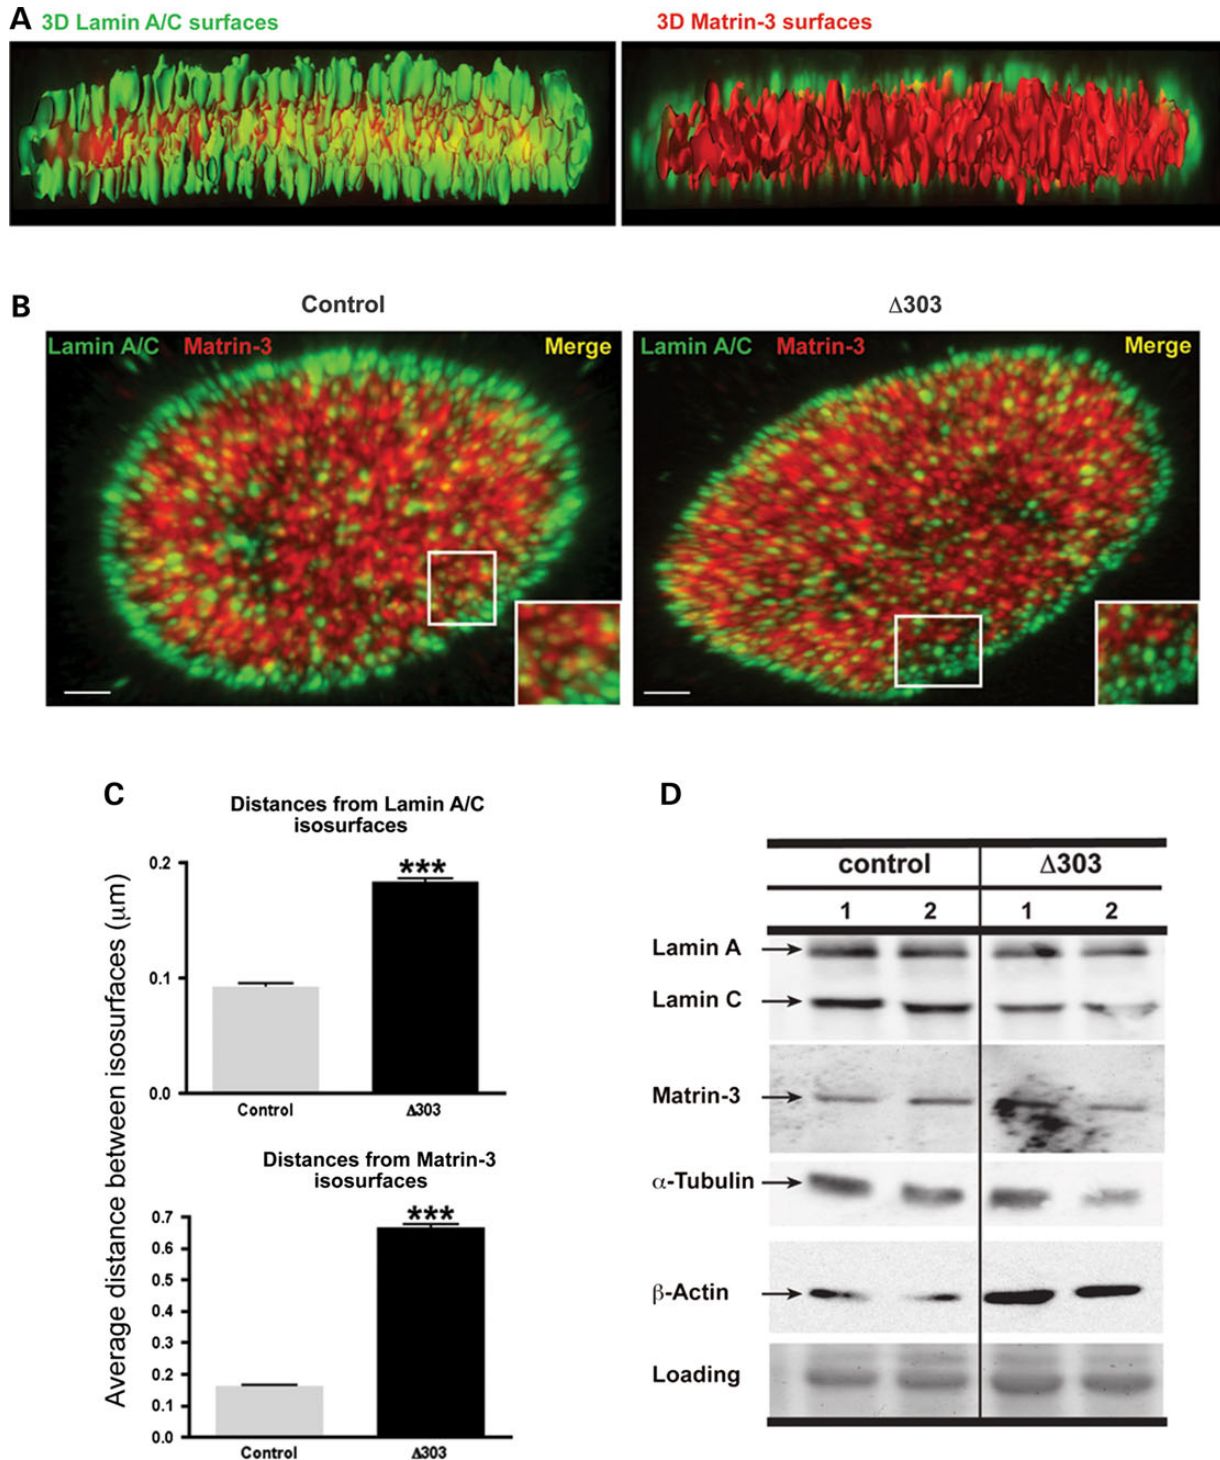 A 3D Lamin A/C surfaces 3D Matrin-3 surfaces
B Control Δ303
Lamin A/C Matrin-3 Merge Lamin A/C Matrin-3 Merge
C
Distances from Lamin A/C
isosurfaces
Average distance between isosurfaces (μm)
0.2
***
0.1
0.0
Control Δ303
Distances from Matrin-3
isosurfaces
0.7
***
0.6
0.5
0.4
0.3
0.2
0.1
0.0
Control Δ303
D
control Δ303
1 2 1 2
Lamin A
Lamin C
Matrin-3
α-Tubulin
β-Actin
Loading